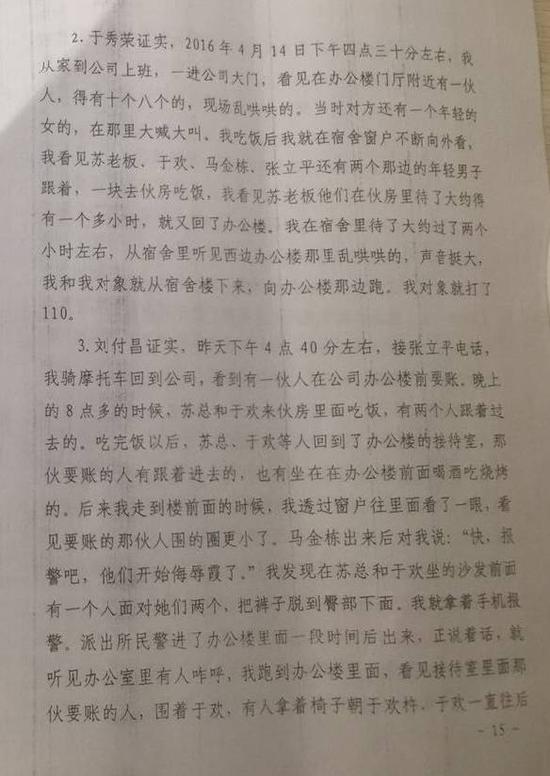 2. 于秀荣证实，2016 年 4 月 14 日下午四点三十分左右，我
从家到公司上班，一进公司大门，看见在办公楼门厅附近有一伙
人，得有十个八个的，现场乱哄哄的。当时对方还有一个年轻的
女的，在那里大喊大叫。我吃饭后我就在宿舍窗户不断向外看，
我看见苏老板、于欢、马金栋、张立平还有两个那边的年轻男子
跟着，一块去伙房吃饭，我看见苏老板他们在伙房里待了大约得
有一个多小时，就又回了办公楼。我在宿舍里待了大约过了两个
小时左右，从宿舍里听见西边办公楼那里乱哄哄的，声音挺大，
我和我对象就从宿舍楼下来，向办公楼那边跑。我对象就打了
110。
3. 刘付昌证实，昨天下午 4 点 40 分左右，接张立平电话，
我骑摩托车回到公司，看到有一伙人在公司办公楼前要账。晚上
的 8 点多的时候，苏总和于欢来伙房里面吃饭，有两个人跟着过
去的。吃完饭以后，苏总、于欢等人回到了办公楼的接待室，那
伙要账的人有跟着进去的，也有坐在在办公楼前面喝酒吃烧烤
的。后来我走到楼前面的时候，我透过窗户往里面看了一眼，看
见要账的那伙人围的圈更小了。马金栋出来后对我说：“快，报
警吧，他们开始侮辱霞了。”我发现在苏总和于欢坐的沙发前面
有一个人面对她们两个，把裤子脱到臀部下面。我就拿着手机报
警。派出所民警进了办公楼里面一段时间后出来，正说着话，就
听见办公室里有人咋呼，我跑到办公楼里面，看见接待室里面那
伙要账的人，围着于欢，有人拿着椅子朝于欢杵。于欢一直往后
- 15 -